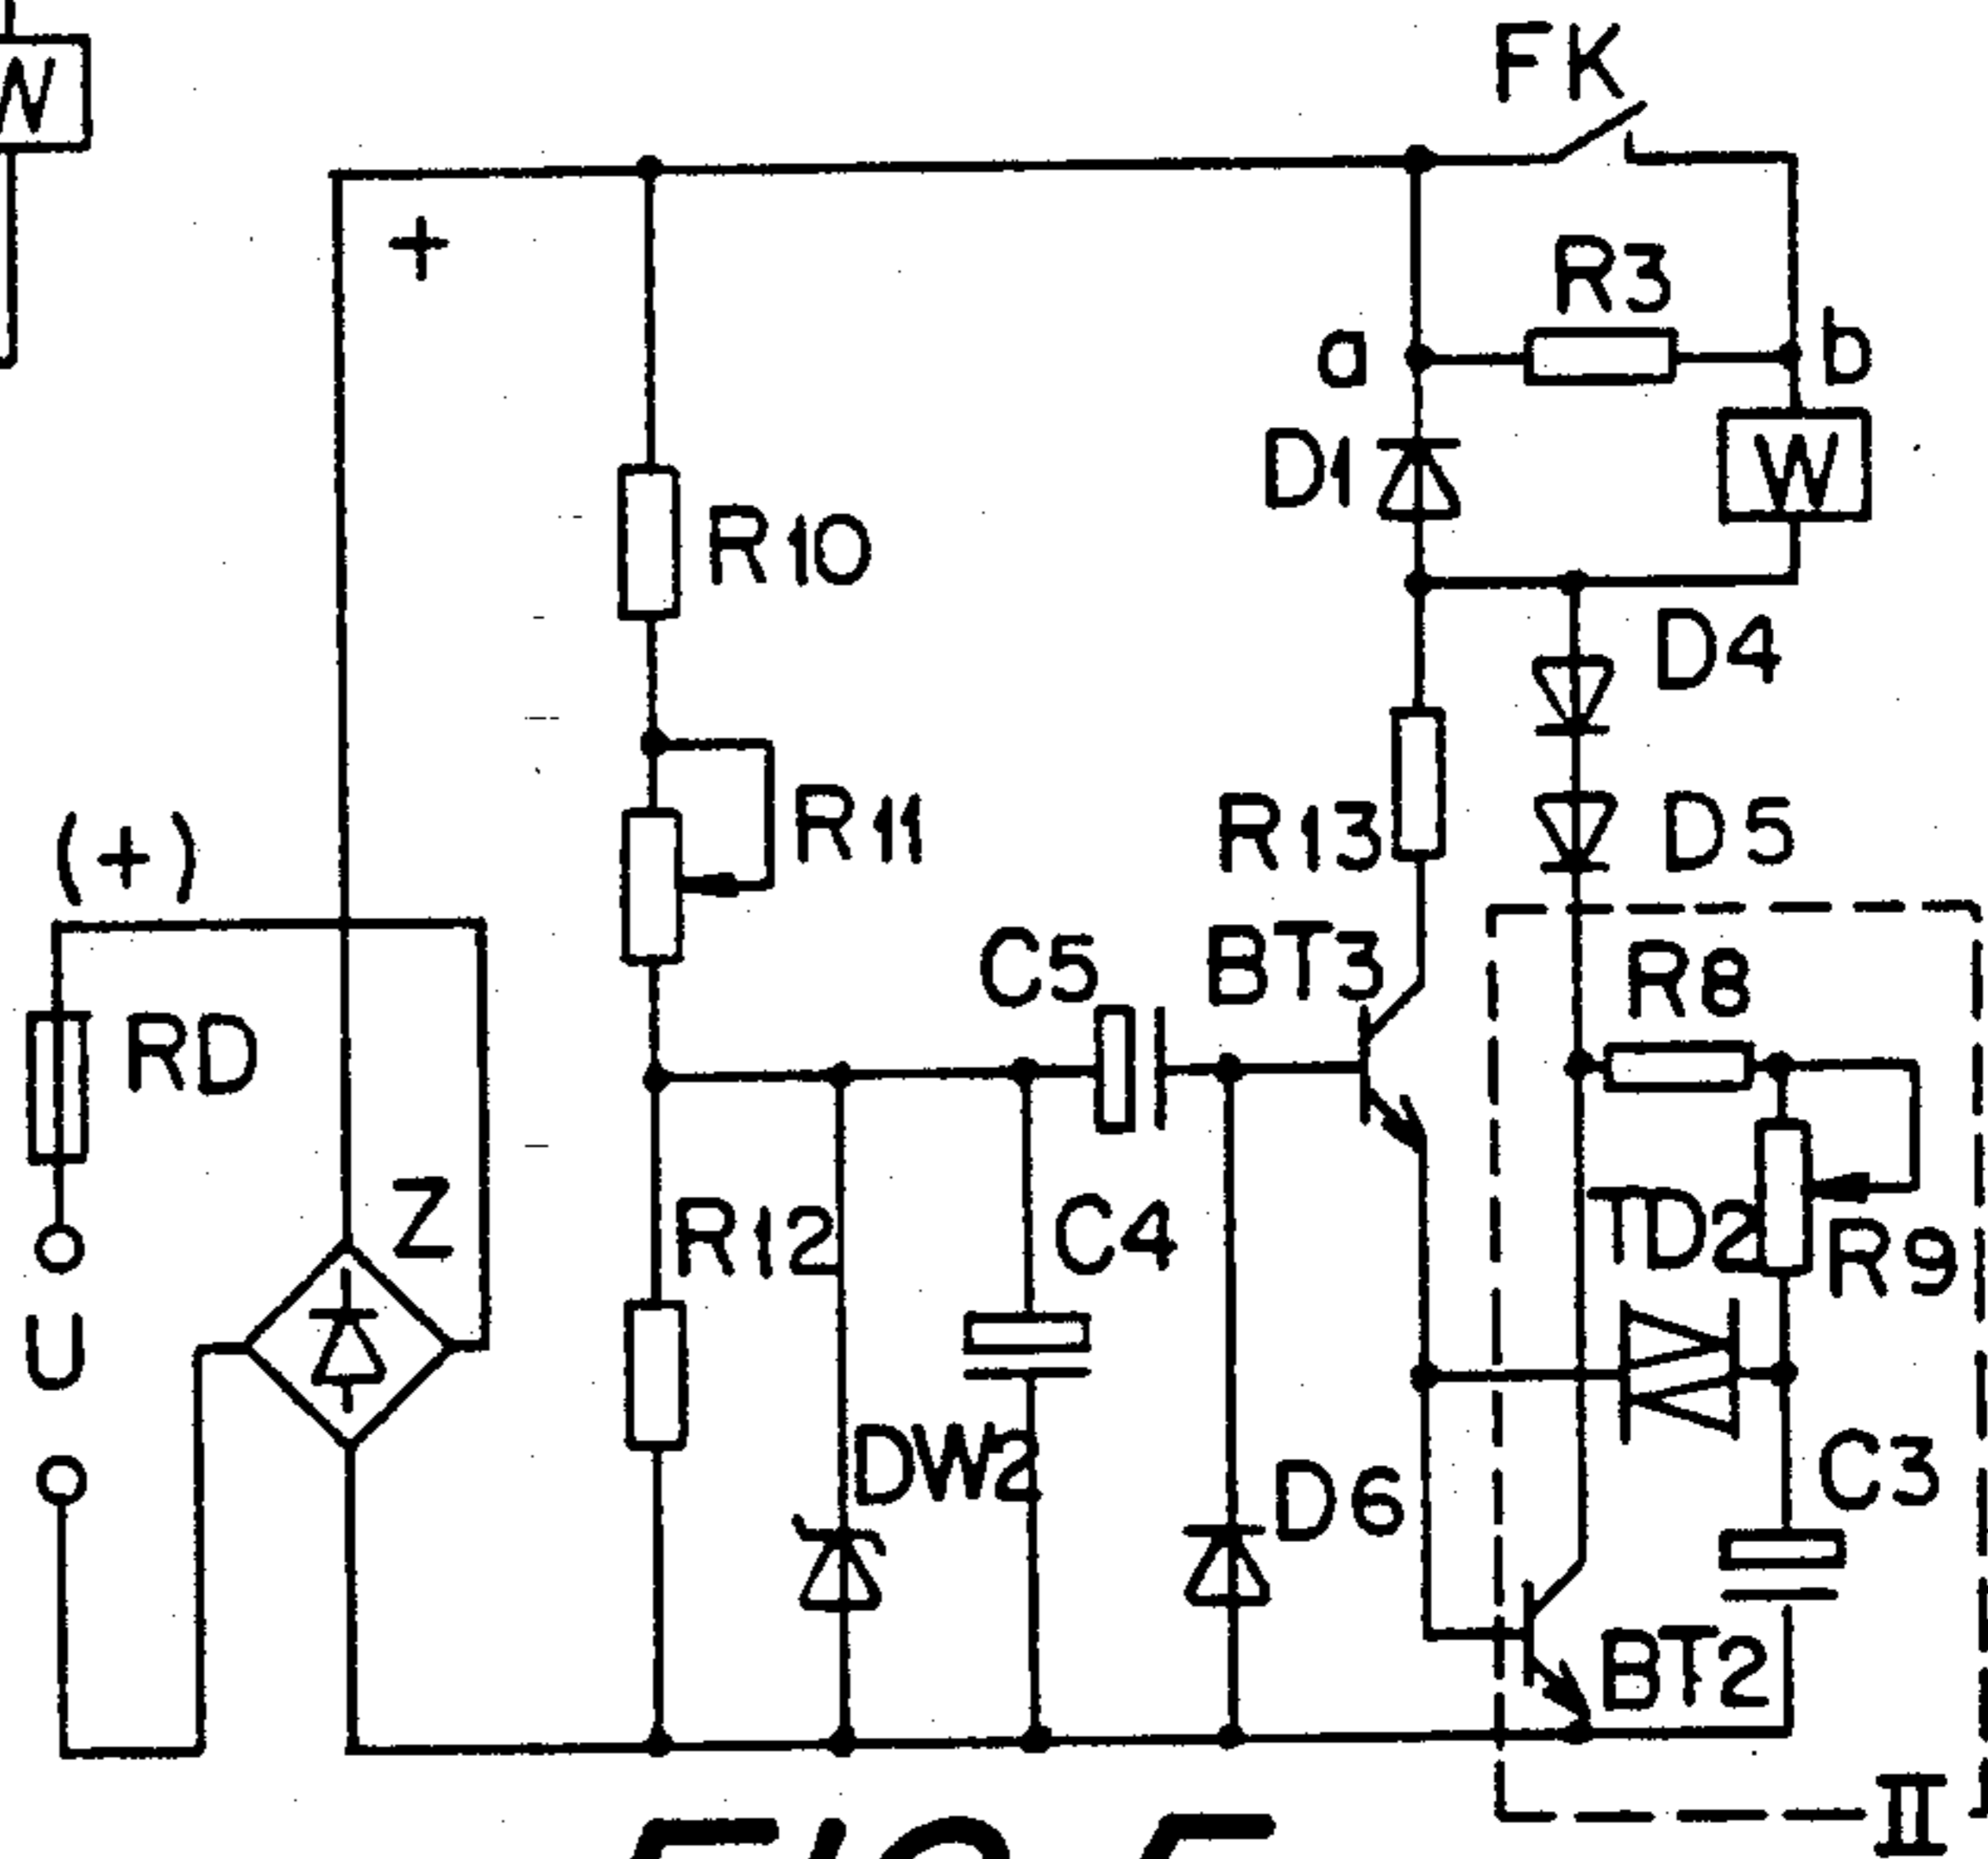 W
FK
+
R3
a
b
D1
W
R10
D4
R11
R13
D5
(+)
C5
BT3
R8
RD
Z
R12
C4
TD2
R9
U
DW2
D6
C3
BT2
II